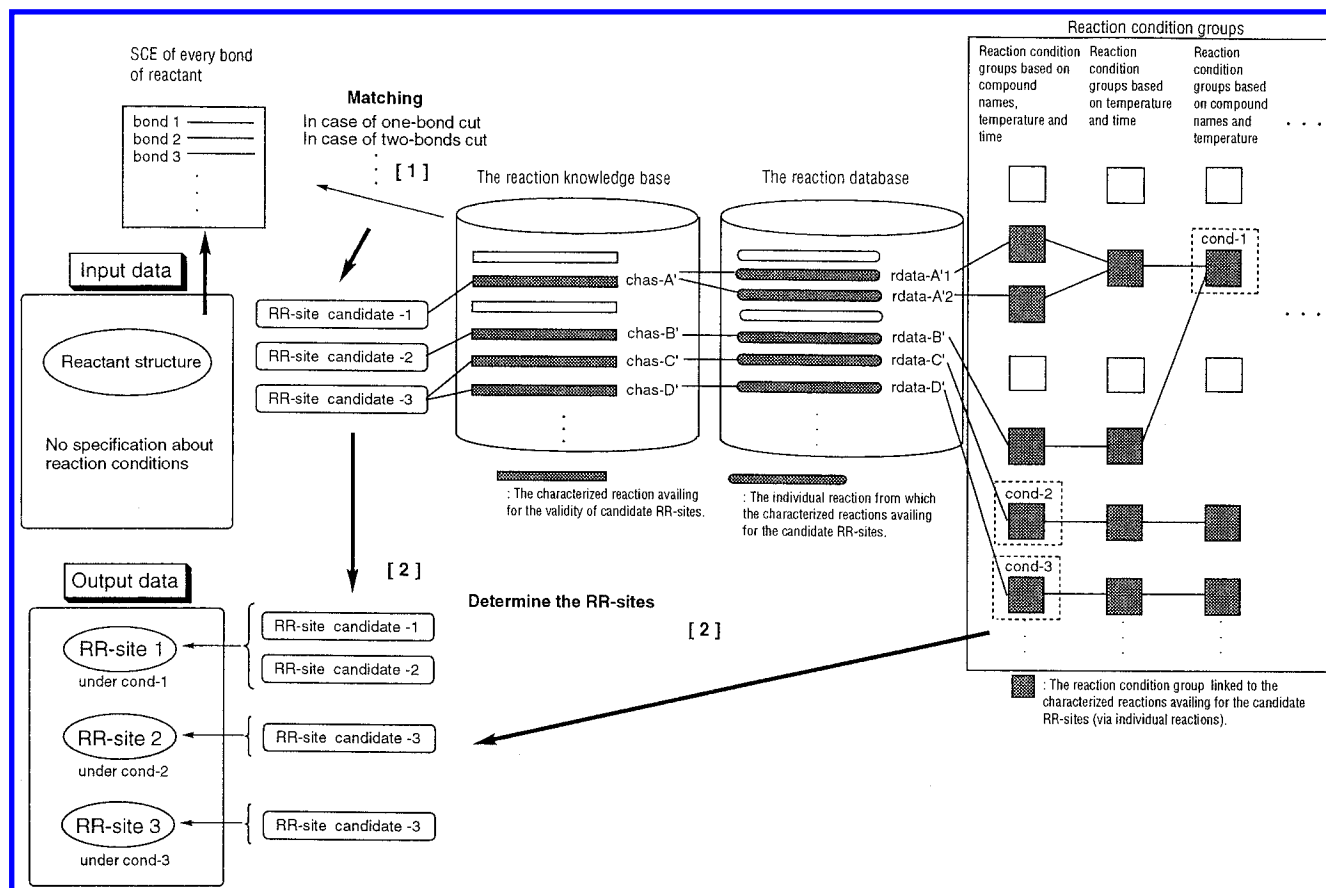 Reaction condition groups
SCE of every bond
of reactant
bond 1
bond 2
bond 3
Matching
In case of one-bond cut
In case of two-bonds cut
[ 1 ]
Reaction condition
groups based on
compound
names,
temperature and
time
Reaction
condition
groups based
on temperature
and time
Reaction
condition
groups based
on compound
names and
temperature
The reaction knowledge base
The reaction database
Input data
Reactant structure
No specification about
reaction conditions
RR-site candidate -1
RR-site candidate -2
RR-site candidate -3
chas-A'
chas-B'
chas-C'
chas-D'
rdata-A'1
rdata-A'2
rdata-B'
rdata-C'
rdata-D'
cond-1
cond-2
cond-3
: The characterized reaction availing
for the validity of candidate RR-sites.
: The individual reaction from which
the characterized reactions availing
for the candidate RR-sites.
[ 2 ]
Determine the RR-sites
[ 2 ]
Output data
RR-site 1
under cond-1
RR-site 2
under cond-2
RR-site 3
under cond-3
RR-site candidate -1
RR-site candidate -2
RR-site candidate -3
RR-site candidate -3
: The reaction condition group linked to the
characterized reactions availing for the candidate
RR-sites (via individual reactions).